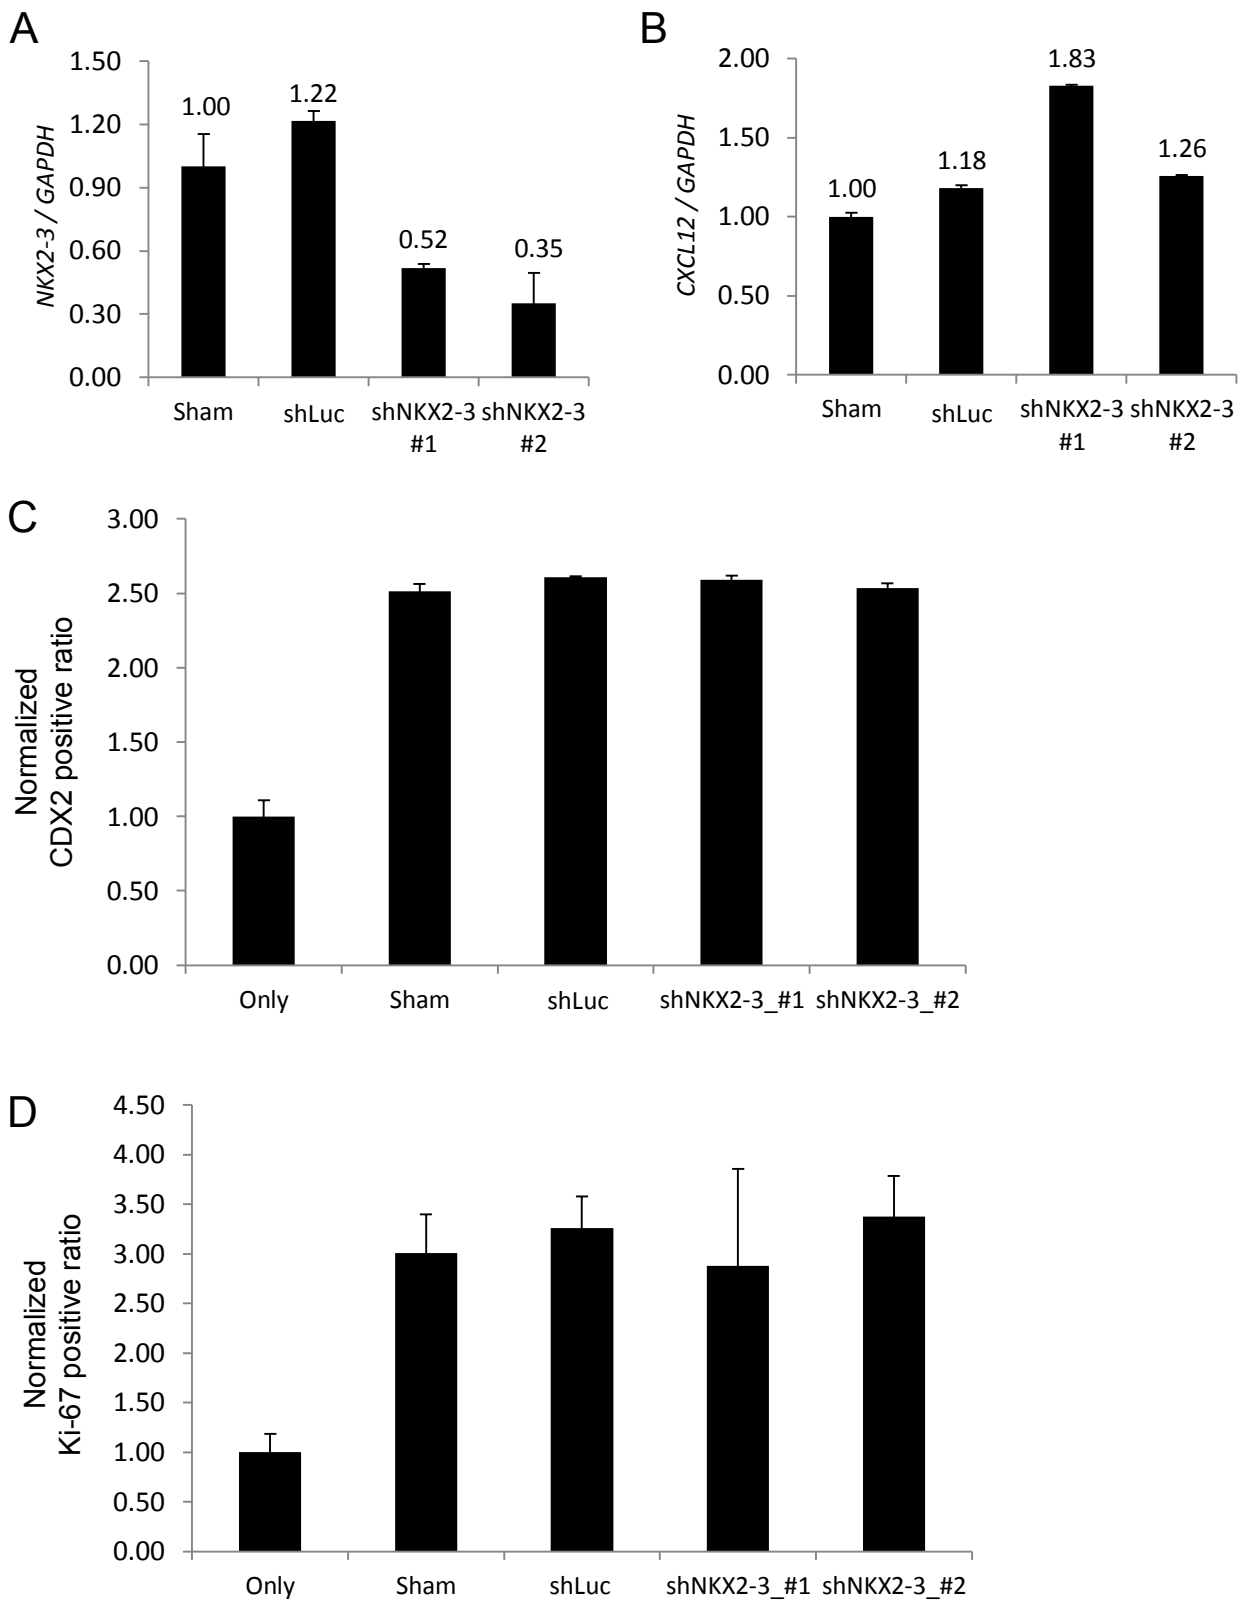 A
NKX2-3 / GAPDH
1.50
1.20
0.90
0.60
0.30
0.00
1.00
1.22
0.52
0.35
Sham
shLuc
shNKX2-3
#1
shNKX2-3
#2
B
CXCL12 / GAPDH
2.00
1.50
1.00
0.50
0.00
1.00
1.18
1.83
1.26
Sham
shLuc
shNKX2-3
#1
shNKX2-3
#2
C
Normalized
CDX2 positive ratio
3.00
2.50
2.00
1.50
1.00
0.50
0.00
Only
Sham
shLuc
shNKX2-3_#1
shNKX2-3_#2
D
Normalized
Ki-67 positive ratio
4.50
4.00
3.50
3.00
2.50
2.00
1.50
1.00
0.50
0.00
Only
Sham
shLuc
shNKX2-3_#1
shNKX2-3_#2